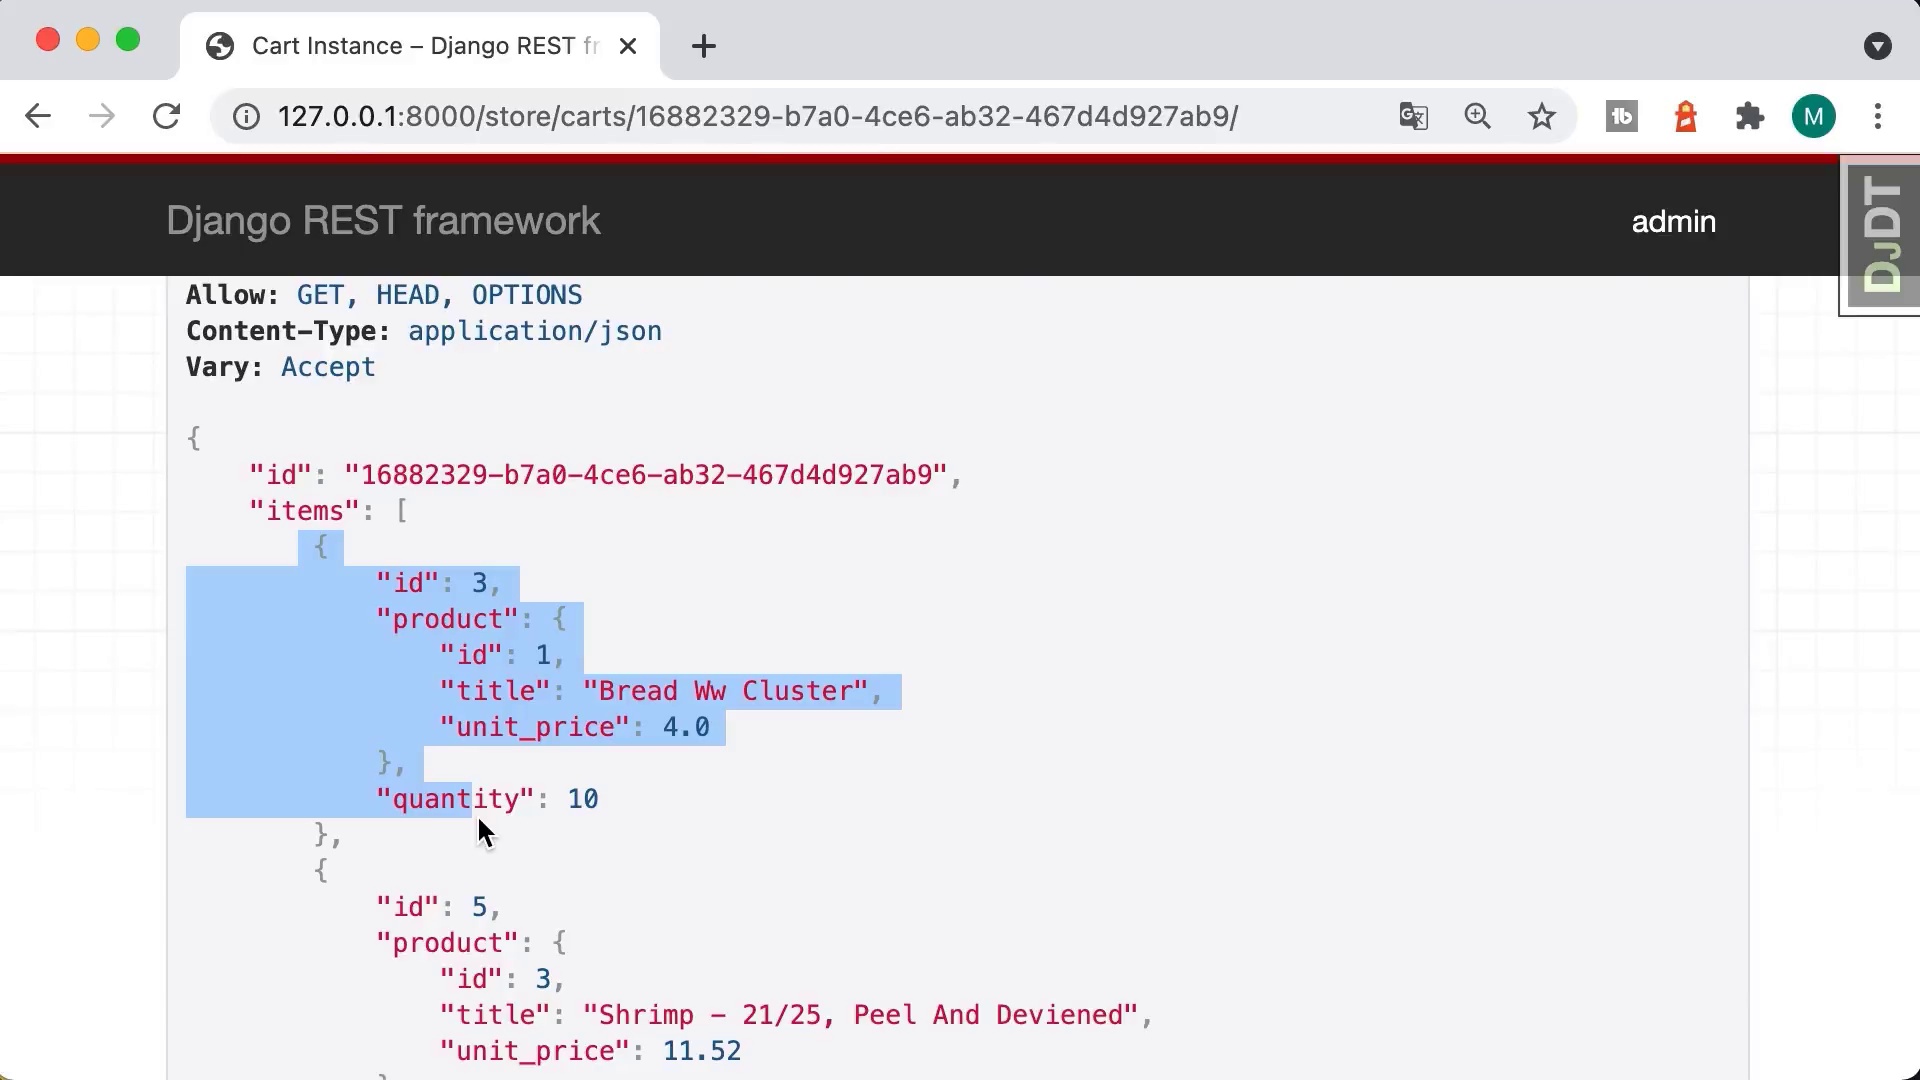 Cart Instance – Django REST fr
127.0.0.1:8000/store/carts/16882329-b7a0-4ce6-ab32-467d4d927ab9/
M
Django REST framework
admin
DJDT
Allow: GET, HEAD, OPTIONS
Content-Type: application/json
Vary: Accept
{
"id": "16882329-b7a0-4ce6-ab32-467d4d927ab9",
"items": [
{
"id": 3,
"product": {
"id": 1,
"title": "Bread Ww Cluster",
"unit_price": 4.0
},
"quantity": 10
},
{
"id": 5,
"product": {
"id": 3,
"title": "Shrimp - 21/25, Peel And Deviened",
"unit_price": 11.52